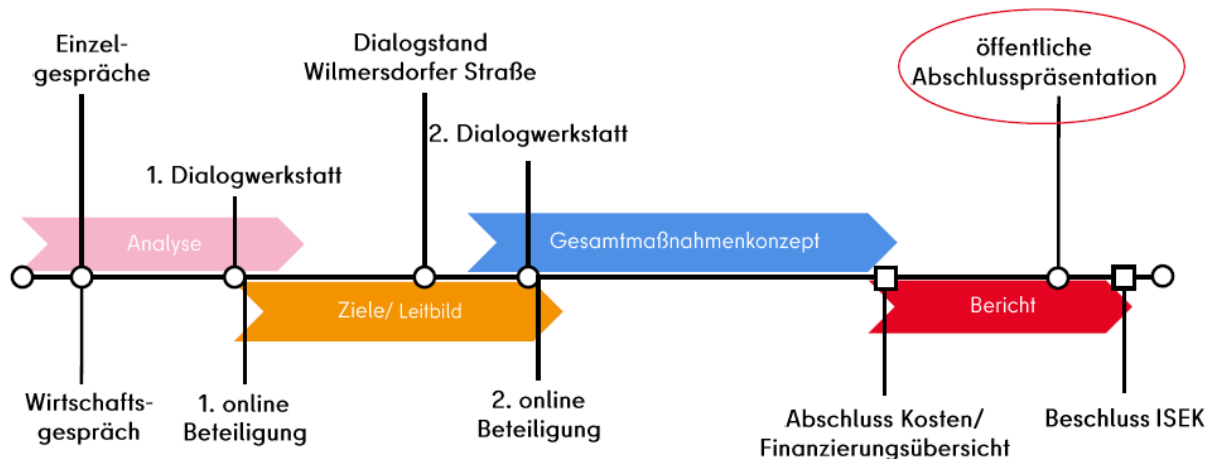 Einzel-
gespräche
Dialogstand
Wilmersdorfer Straße
öffentliche
Abschlusspräsentation
1. Dialogwerkstatt
2. Dialogwerkstatt
Analyse
Gesamtmaßnahmenkonzept
Ziele/ Leitbild
Bericht
Wirtschafts-
gespräch
1. online
Beteiligung
2. online
Beteiligung
Abschluss Kosten/
Finanzierungsübersicht
Beschluss ISEK